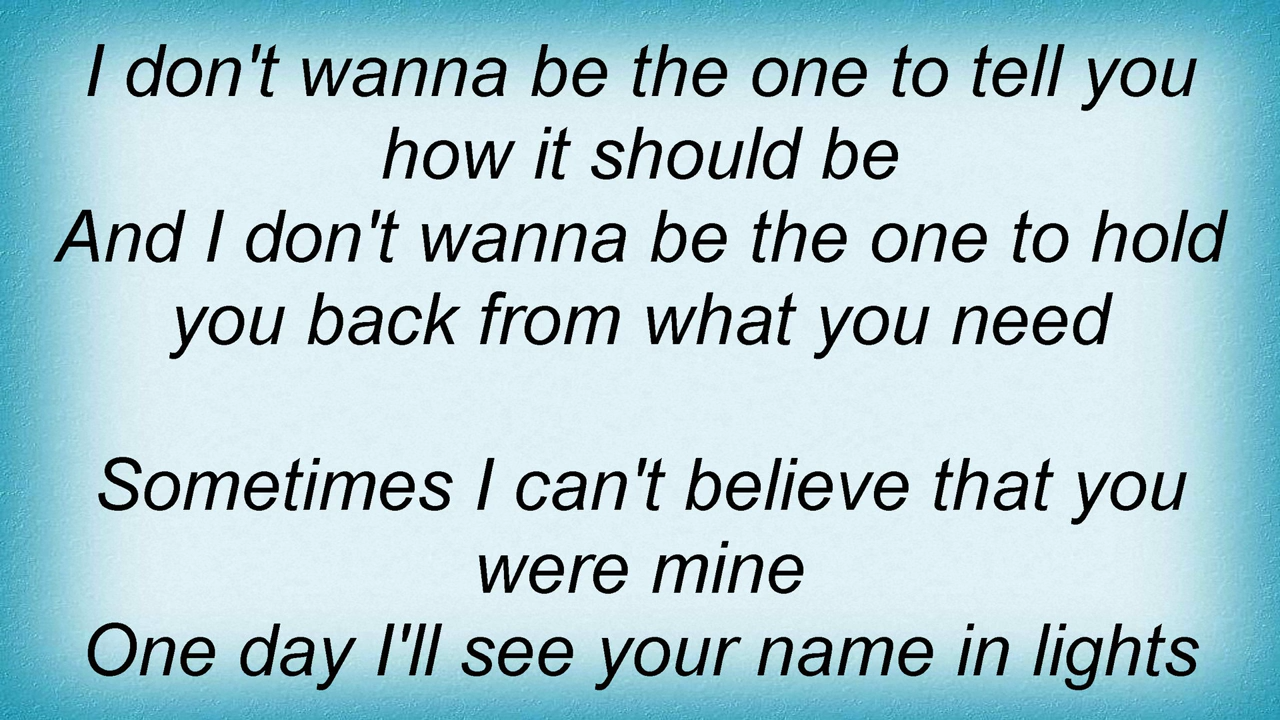 I don't wanna be the one to tell you
how it should be
And I don't wanna be the one to hold
you back from what you need
Sometimes I can't believe that you
were mine
One day I'll see your name in lights